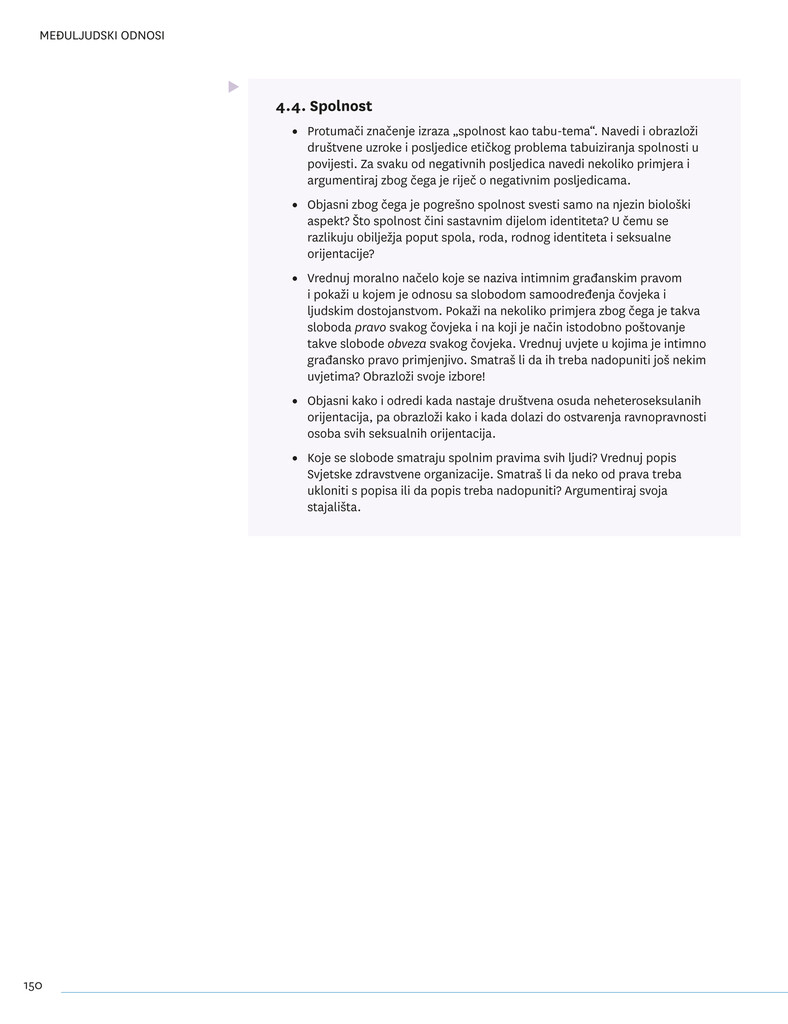 MEĐULJUDSKI ODNOSI
4.4. Spolnost
• Protumači značenje izraza „spolnost kao tabu-tema“. Navedi i obrazloži
društvene uzroke i posljedice etičkog problema tabuiziranja spolnosti u
povijesti. Za svaku od negativnih posljedica navedi nekoliko primjera i
argumentiraj zbog čega je riječ o negativnim posljedicama.
• Objasni zbog čega je pogrešno spolnost svesti samo na njezin biološki
aspekt? Što spolnost čini sastavnim dijelom identiteta? U čemu se
razlikuju obilježja poput spola, roda, rodnog identiteta i seksualne
orijentacije?
• Vrednuj moralno načelo koje se naziva intimnim građanskim pravom
i pokaži u kojem je odnosu sa slobodom samoodređenja čovjeka i
ljudskim dostojanstvom. Pokaži na nekoliko primjera zbog čega je takva
sloboda pravo svakog čovjeka i na koji je način istodobno poštovanje
takve slobode obveza svakog čovjeka. Vrednuj uvjete u kojima je intimno
građansko pravo primjenjivo. Smatraš li da ih treba nadopuniti još nekim
uvjetima? Obrazloži svoje izbore!
• Objasni kako i odredi kada nastaje društvena osuda neheteroseksulanih
orijentacija, pa obrazloži kako i kada dolazi do ostvarenja ravnopravnosti
osoba svih seksualnih orijentacija.
• Koje se slobode smatraju spolnim pravima svih ljudi? Vrednuj popis
Svjetske zdravstvene organizacije. Smatraš li da neko od prava treba
ukloniti s popisa ili da popis treba nadopuniti? Argumentiraj svoja
stajališta.
150